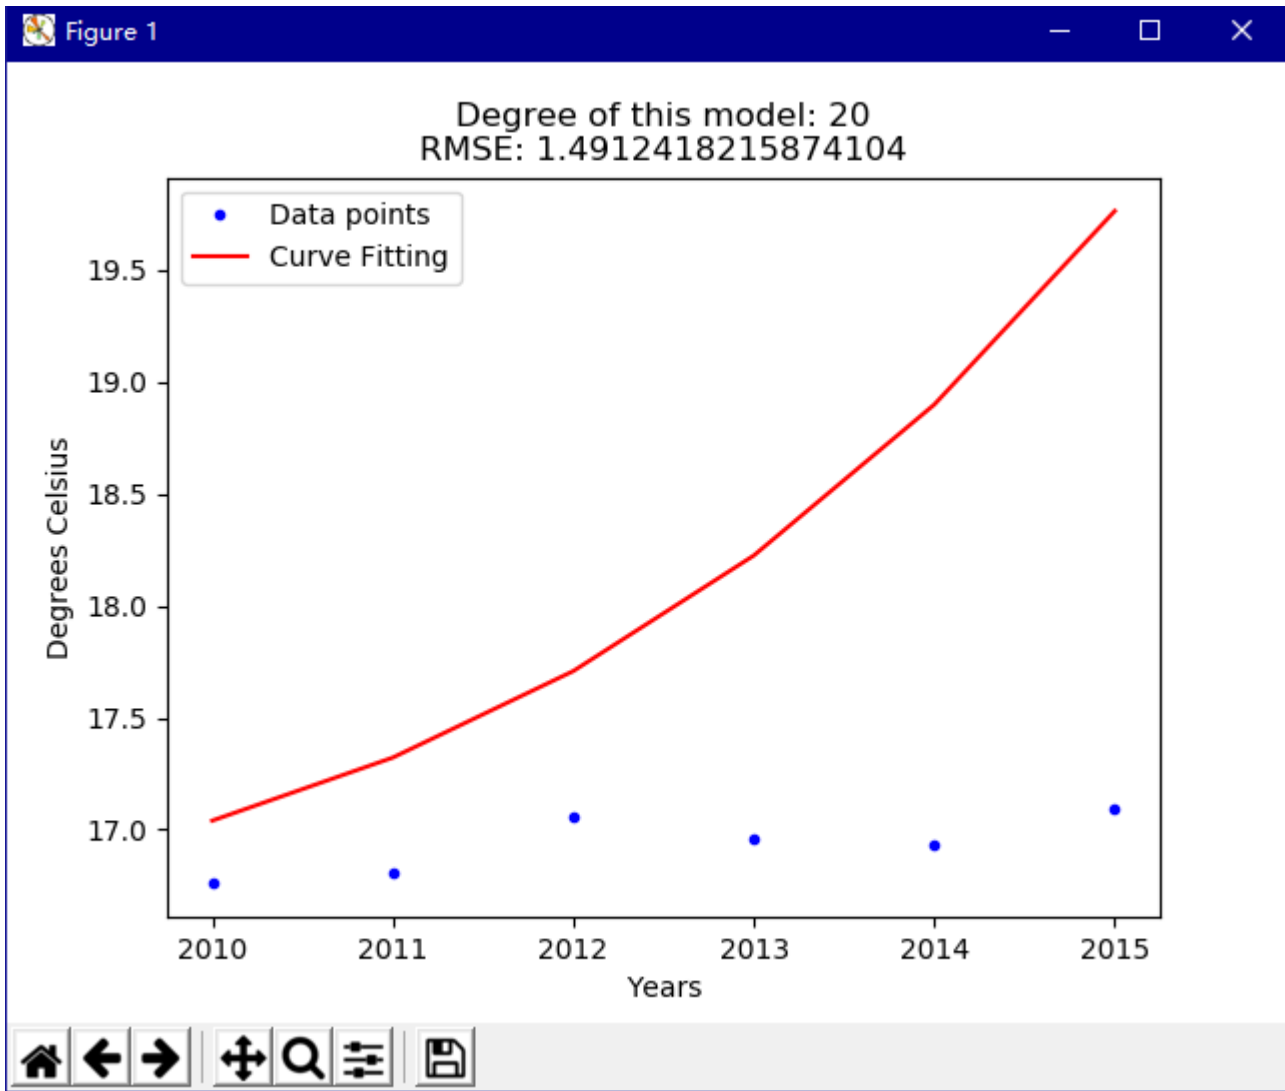 Figure 1
Degree of this model: 20
RMSE: 1.4912418215874104
Data points
Curve Fitting
19.5
19.0
18.5
18.0
17.5
17.0
Degrees Celsius
2010 2011 2012 2013 2014 2015
Years